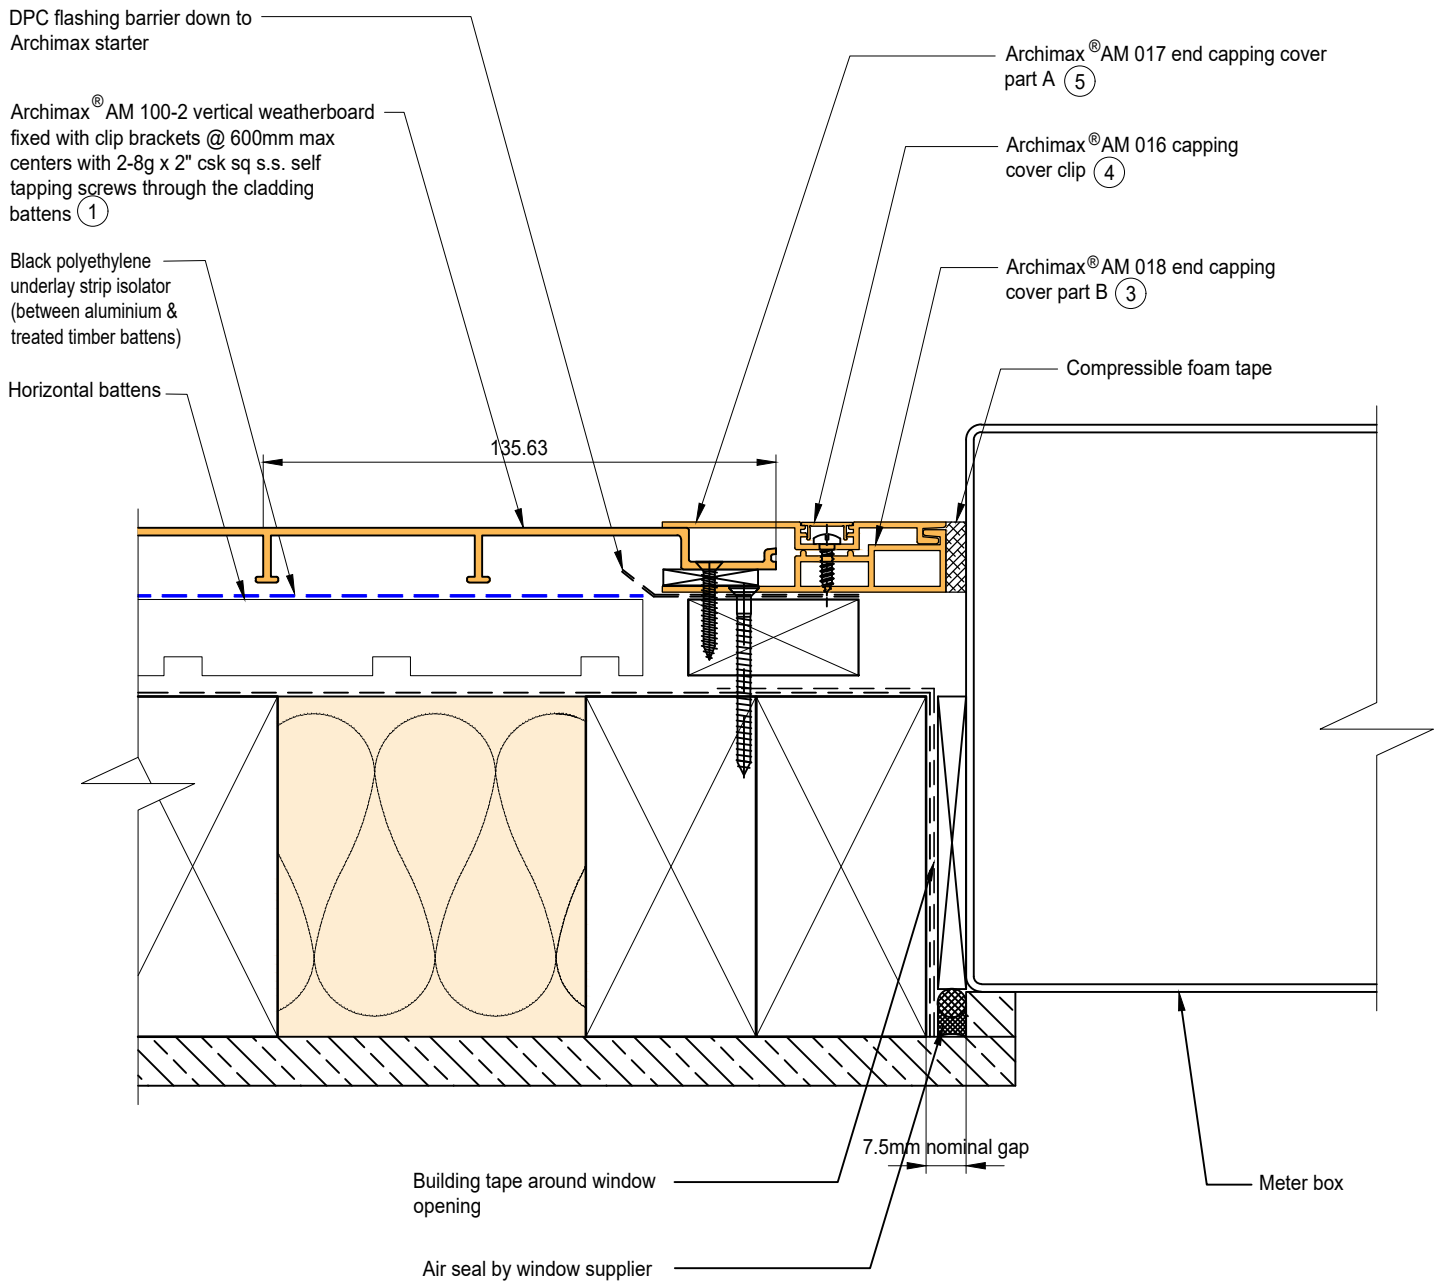 DPC flashing barrier down to
Archimax starter
Archimax® AM 100-2 vertical weatherboard
fixed with clip brackets @ 600mm max
centers with 2-8g x 2" csk sq s.s. self
tapping screws through the cladding
battens 1
Black polyethylene
underlay strip isolator
(between aluminium &
treated timber battens)
Horizontal battens
Archimax® AM 017 end capping cover
part A 5
Archimax® AM 016 capping
cover clip 4
Archimax® AM 018 end capping
cover part B 3
Compressible foam tape
135.63
7.5mm nominal gap
Building tape around window
opening
Meter box
Air seal by window supplier